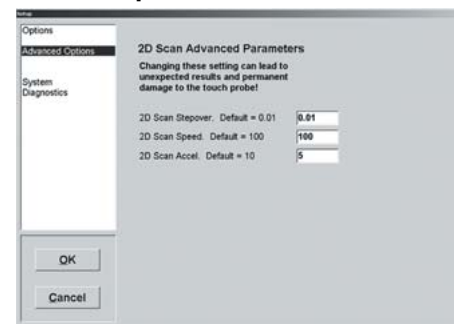 Setup
Options
Advanced Options
System
Diagnostics
2D Scan Advanced Parameters
Changing these setting can lead to
unexpected results and permanent
damage to the touch probe!
2D Scan Stepover. Default = 0.01 0.01
2D Scan Speed. Default = 100 100
2D Scan Accel. Default = 10 5
OK
Cancel